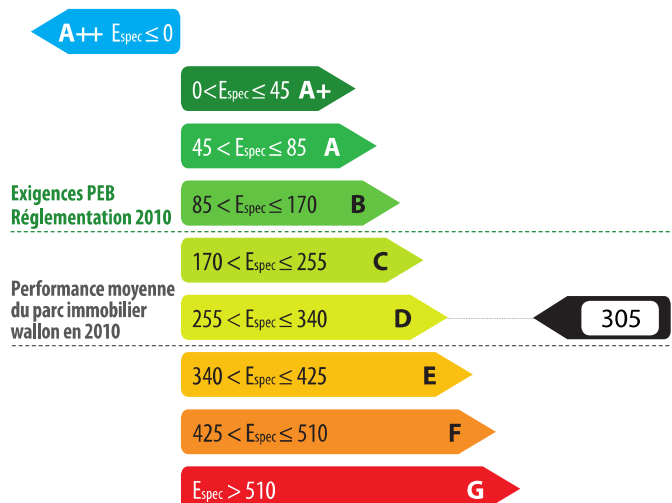 A++ Espec ≤ 0
0 < Espec ≤ 45 A+
45 < Espec ≤ 85 A
Exigences PEB
Réglementation 2010
85 < Espec ≤ 170 B
170 < Espec ≤ 255 C
Performance moyenne
du parc immobilier
wallon en 2010
255 < Espec ≤ 340 D
305
340 < Espec ≤ 425 E
425 < Espec ≤ 510 F
Espec > 510 G